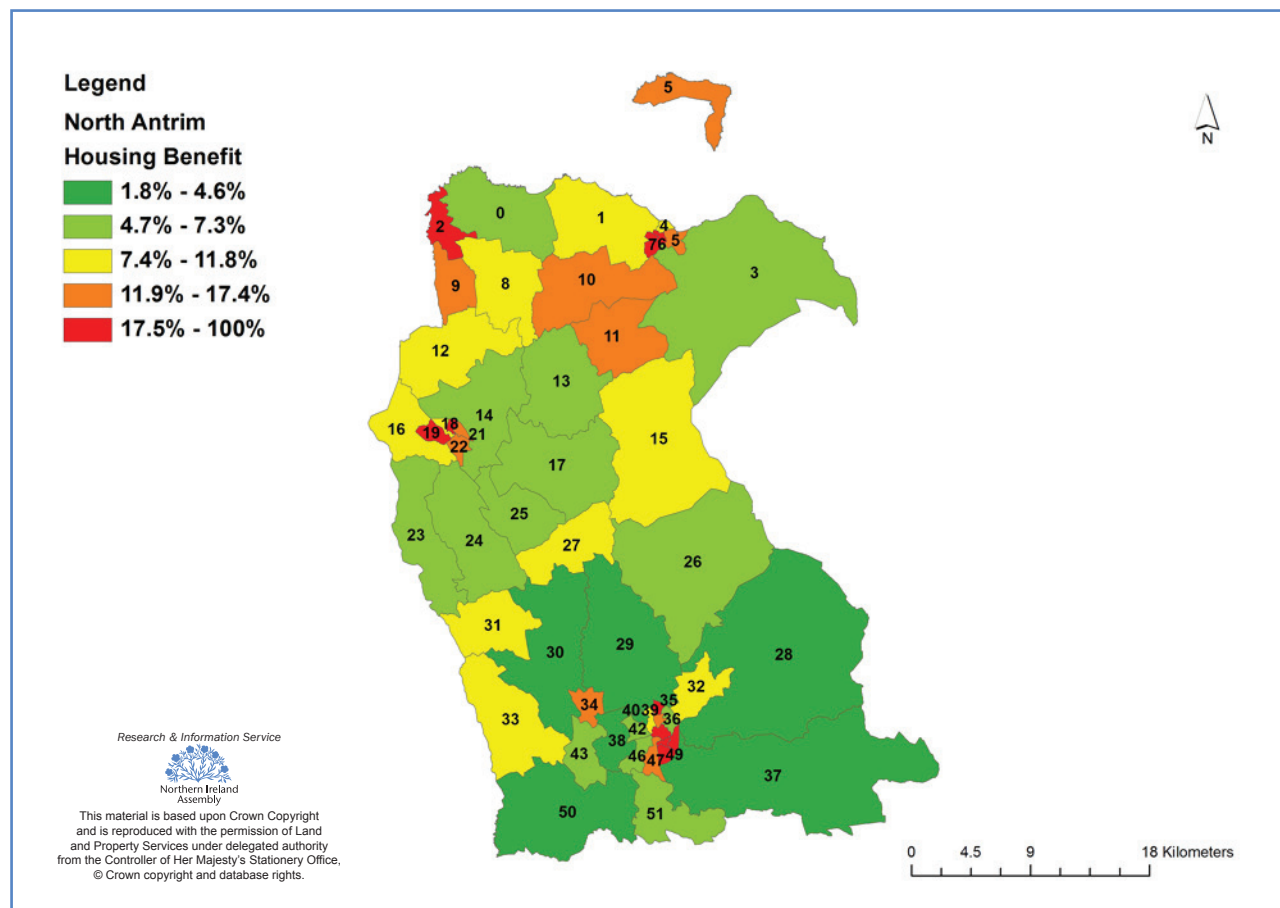 Legend
North Antrim
Housing Benefit
1.8% - 4.6%
4.7% - 7.3%
7.4% - 11.8%
11.9% - 17.4%
17.5% - 100%
5
N
0
1
2
4
76
5
3
9
8
10
11
12
13
14
16
18
19
21
22
15
17
25
23
24
27
26
31
30
29
28
32
34
35
33
40
39
36
42
38
43
46
47
49
37
50
51
Research & Information Service
Northern Ireland
Assembly
This material is based upon Crown Copyright
and is reproduced with the permission of Land
and Property Services under delegated authority
from the Controller of Her Majesty's Stationery Office,
© Crown copyright and database rights.
0 4.5 9 18 Kilometers